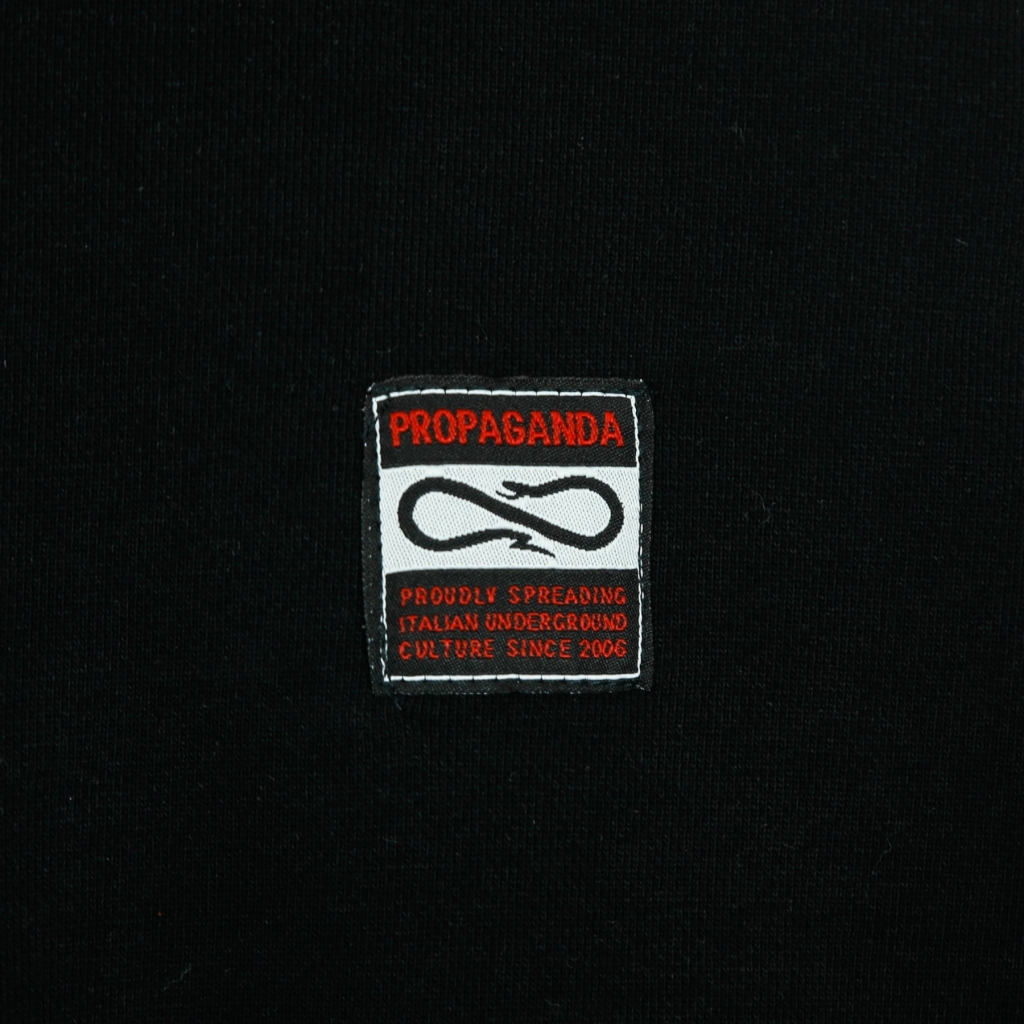 PROPAGANDA
PROUDLY SPREADING
ITALIAN UNDERGROUND
CULTURE SINCE 2006